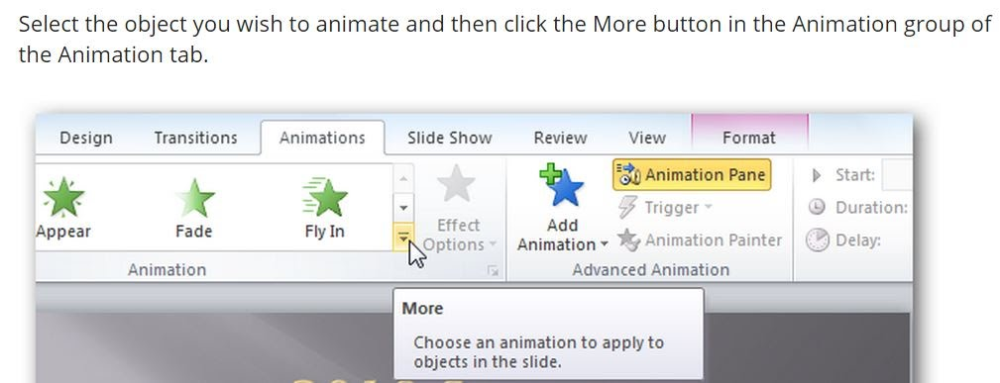 Select the object you wish to animate and then click the More button in the Animation group of
the Animation tab.
Design Transitions Animations Slide Show Review View Format
Appear Fade Fly In
Effect
Options
Animation
Add
Animation
Animation Pane
Trigger
Animation Painter
Advanced Animation
Start:
Duration:
Delay:
More
Choose an animation to apply to
objects in the slide.